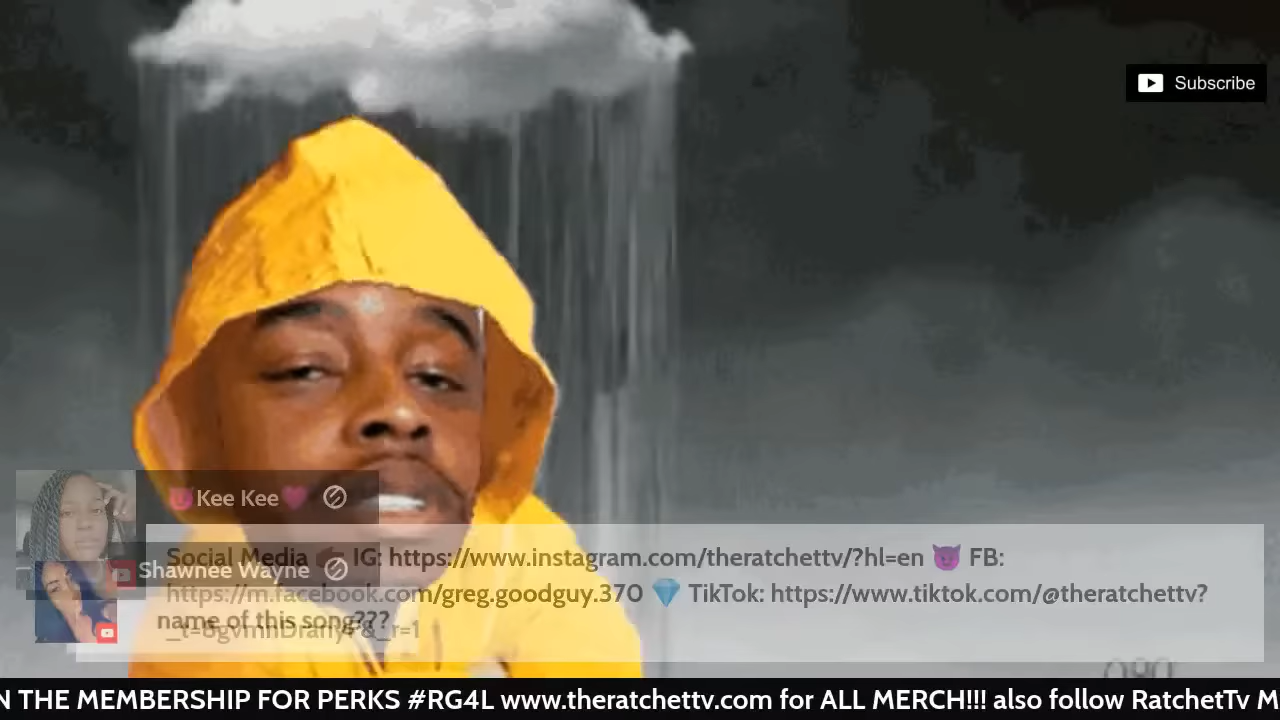 Subscribe
😈Kee Kee💜
Social Media IG: https://www.instagram.com/theratchettv/?hl=en 😈 FB:
Shawnee Wayne
https://m.facebook.com/greg.goodguy.370 💎 TikTok: https://www.tiktok.com/@theratchettv?
name of this song???
&_r=1
N THE MEMBERSHIP FOR PERKS #RG4L www.theratchettv.com for ALL MERCH!!! also follow RatchetTv M